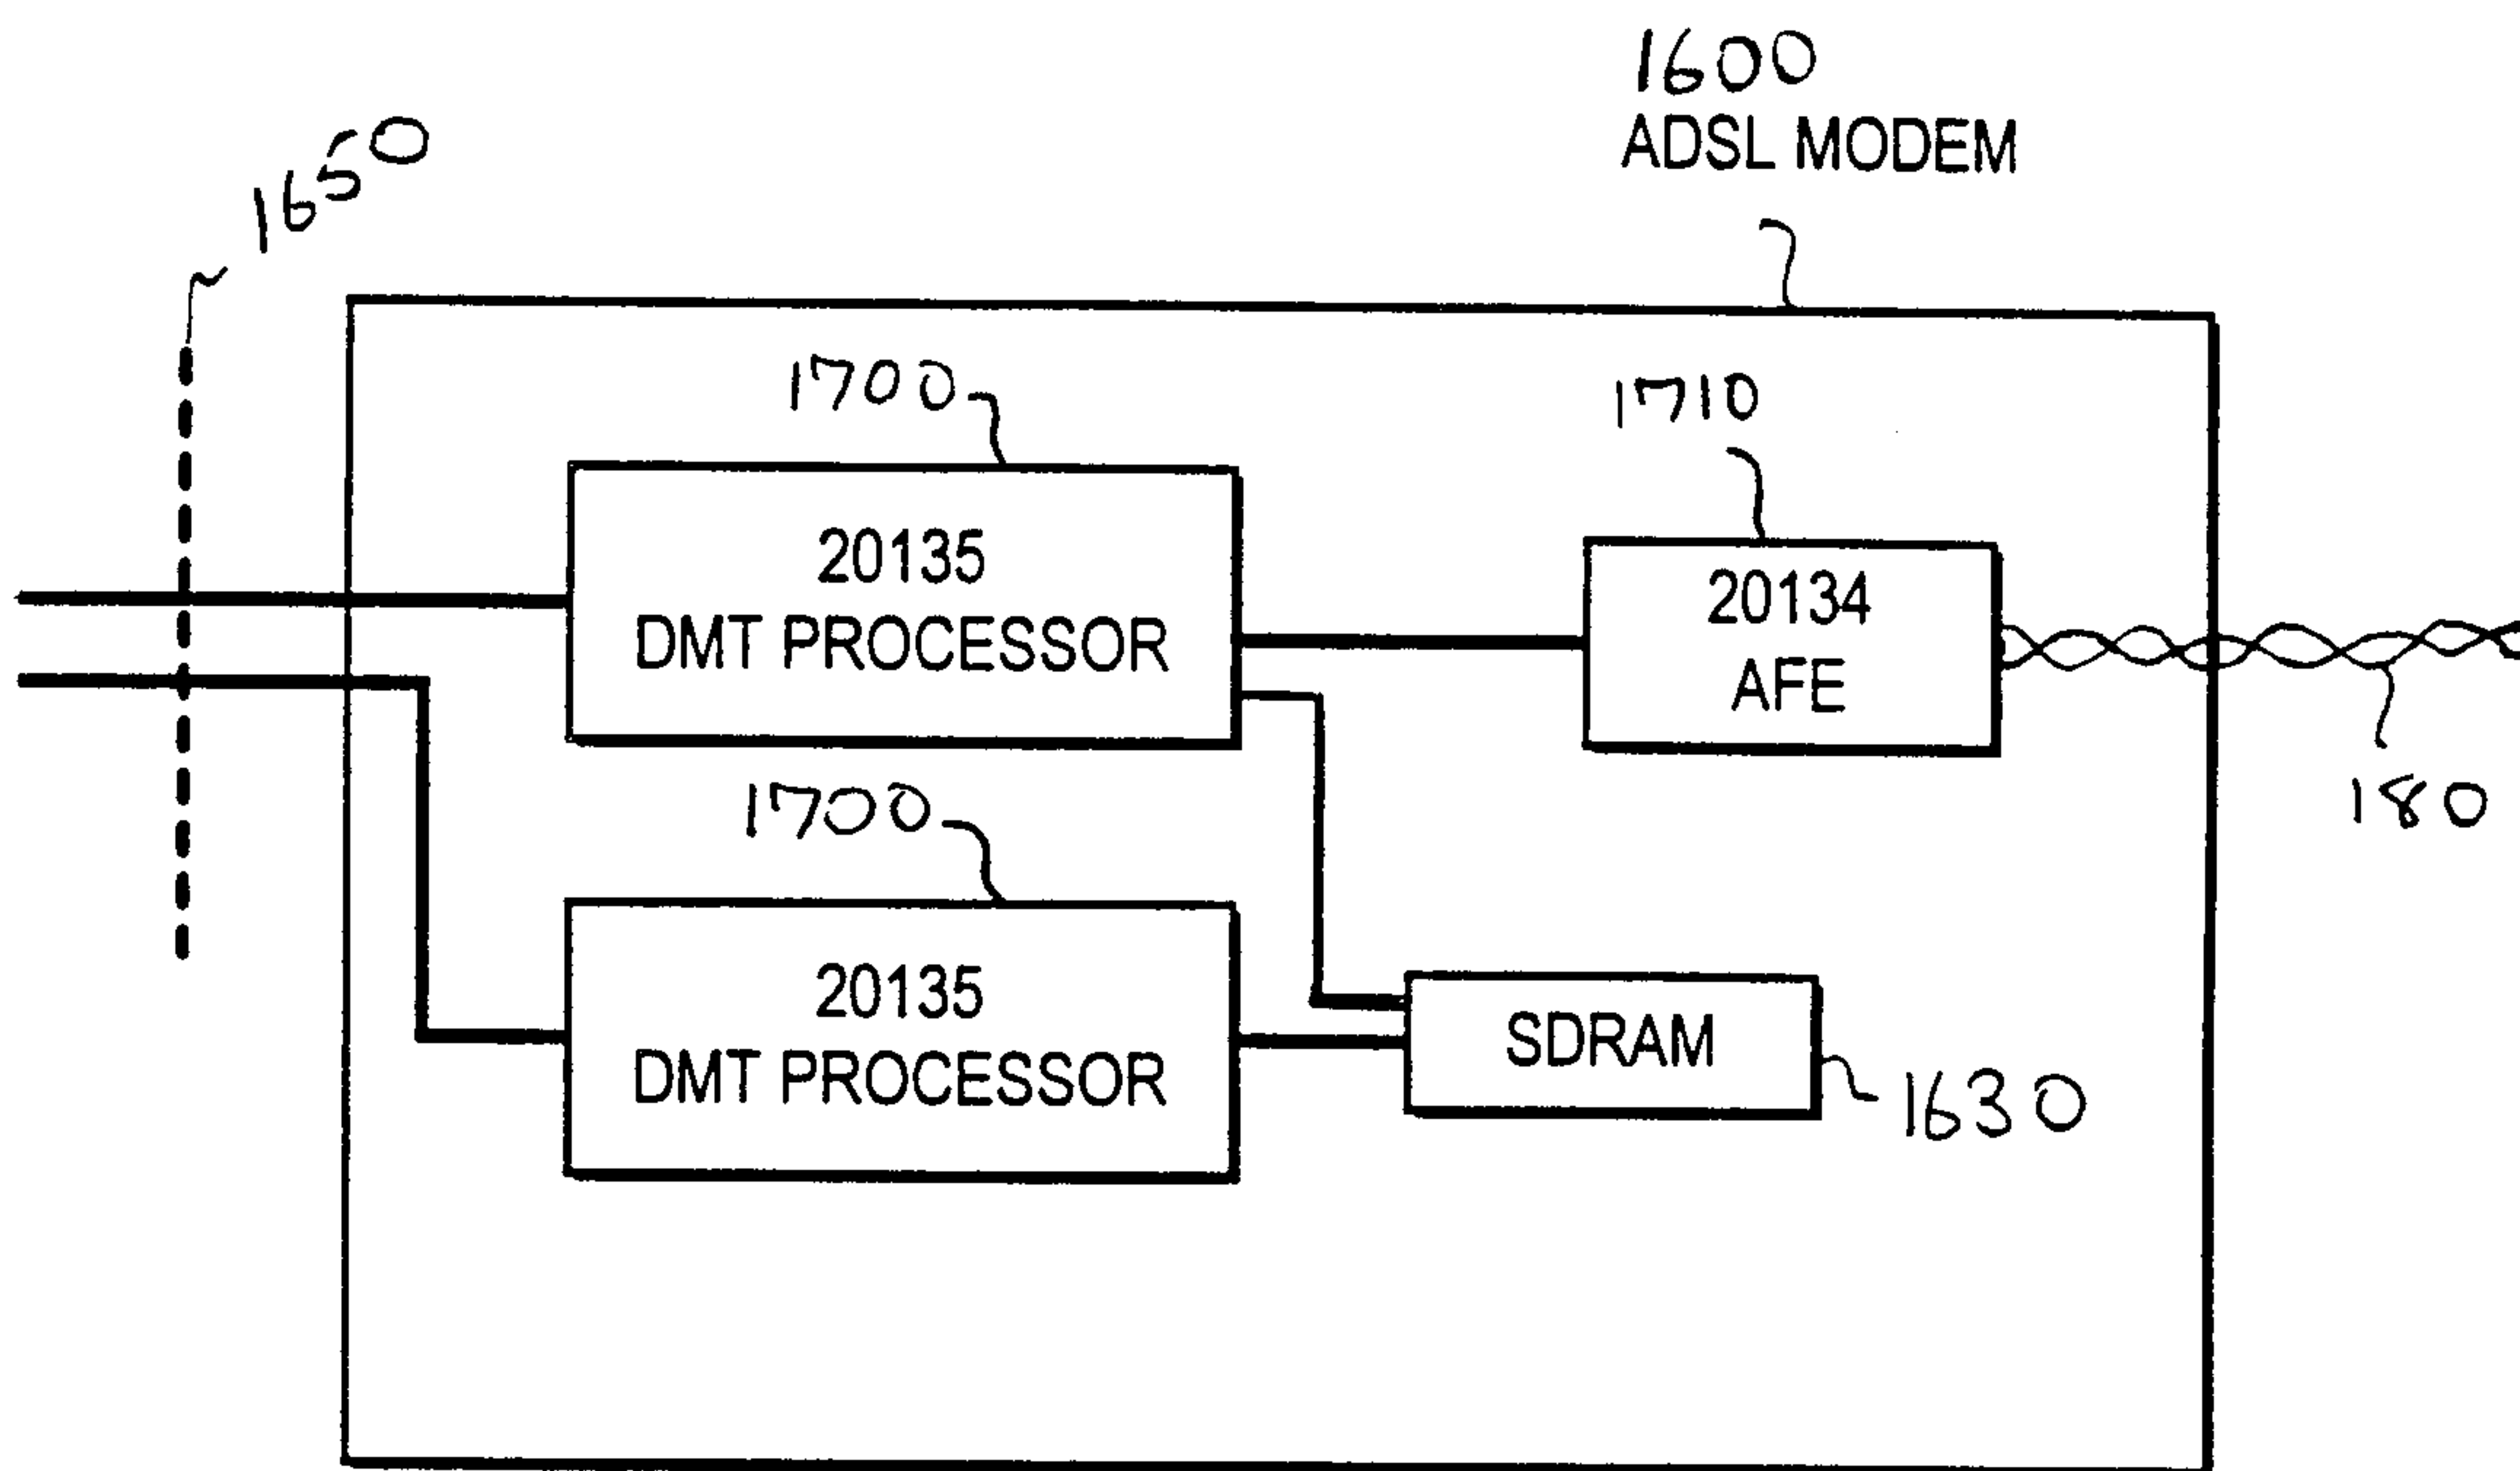 1600
ADSL MODEM
1650
1700
1710
20135
DMT PROCESSOR
20134
AFE
180
1700
20135
DMT PROCESSOR
SDRAM
1630